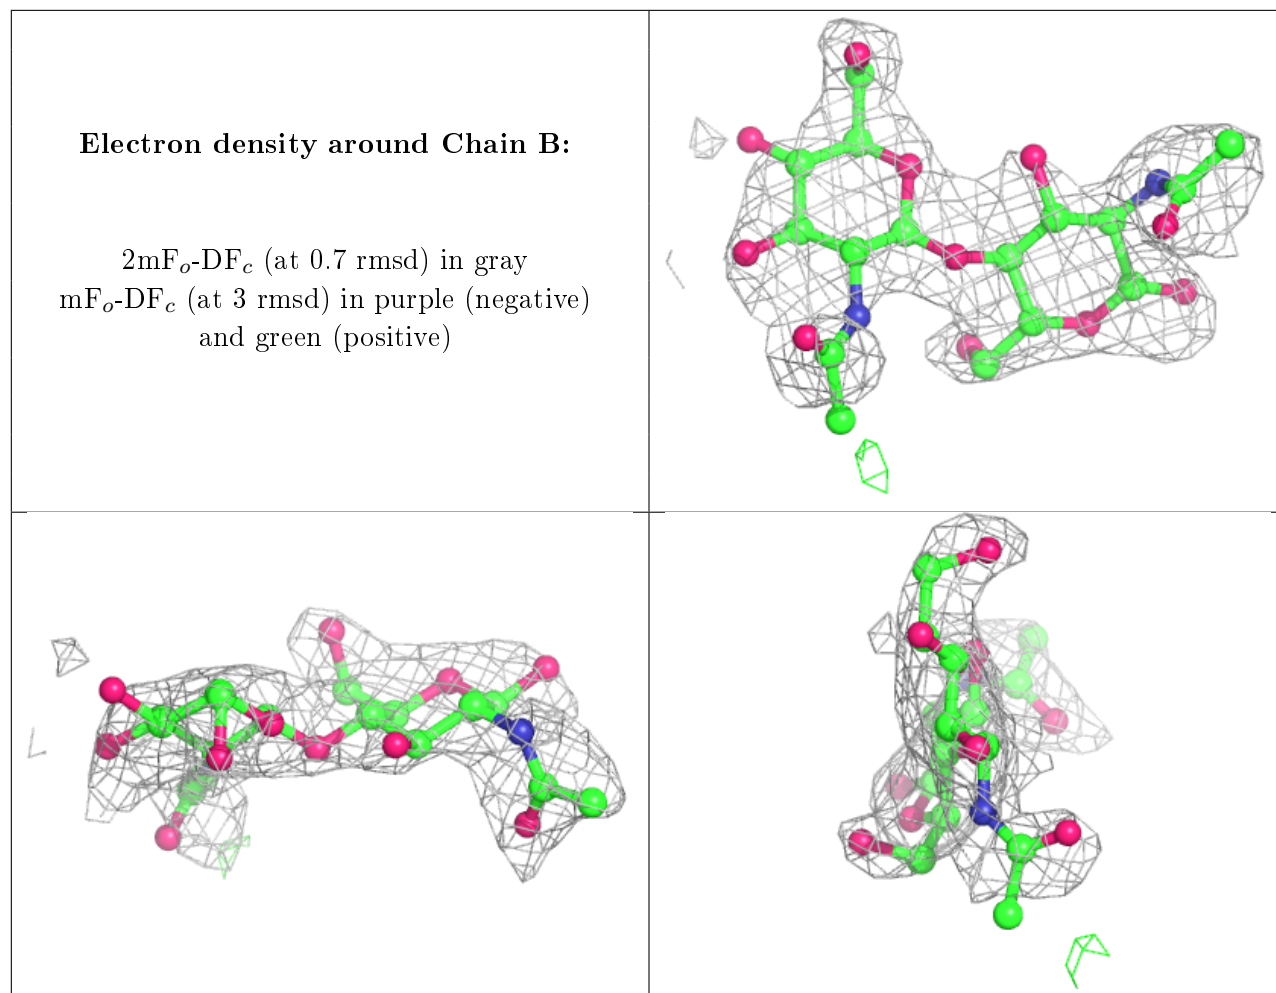 Electron density around Chain B:
2mFo-DFc (at 0.7 rmsd) in gray
mFo-DFc (at 3 rmsd) in purple (negative)
and green (positive)